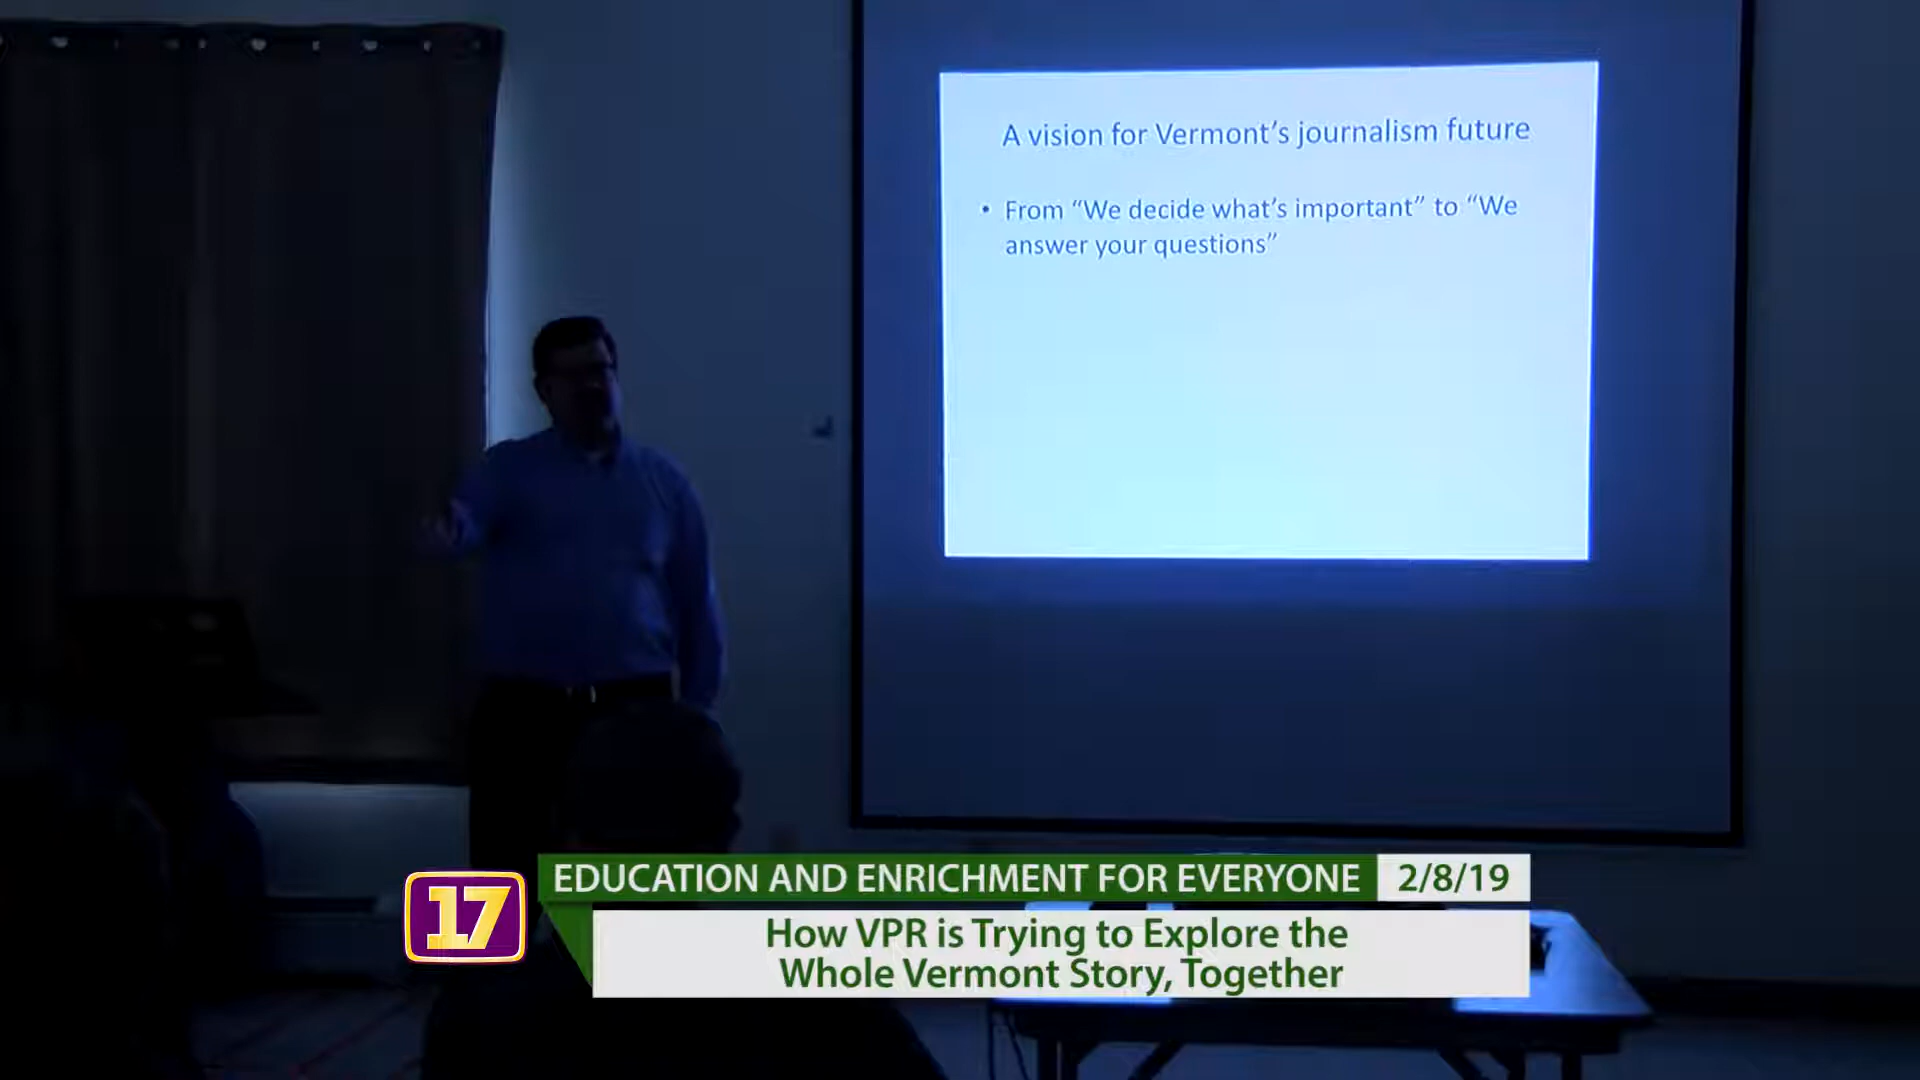 A vision for Vermont's journalism future
• From “We decide what's important” to “We
answer your questions”
EDUCATION AND ENRICHMENT FOR EVERYONE 2/8/19
17
How VPR is Trying to Explore the
Whole Vermont Story, Together